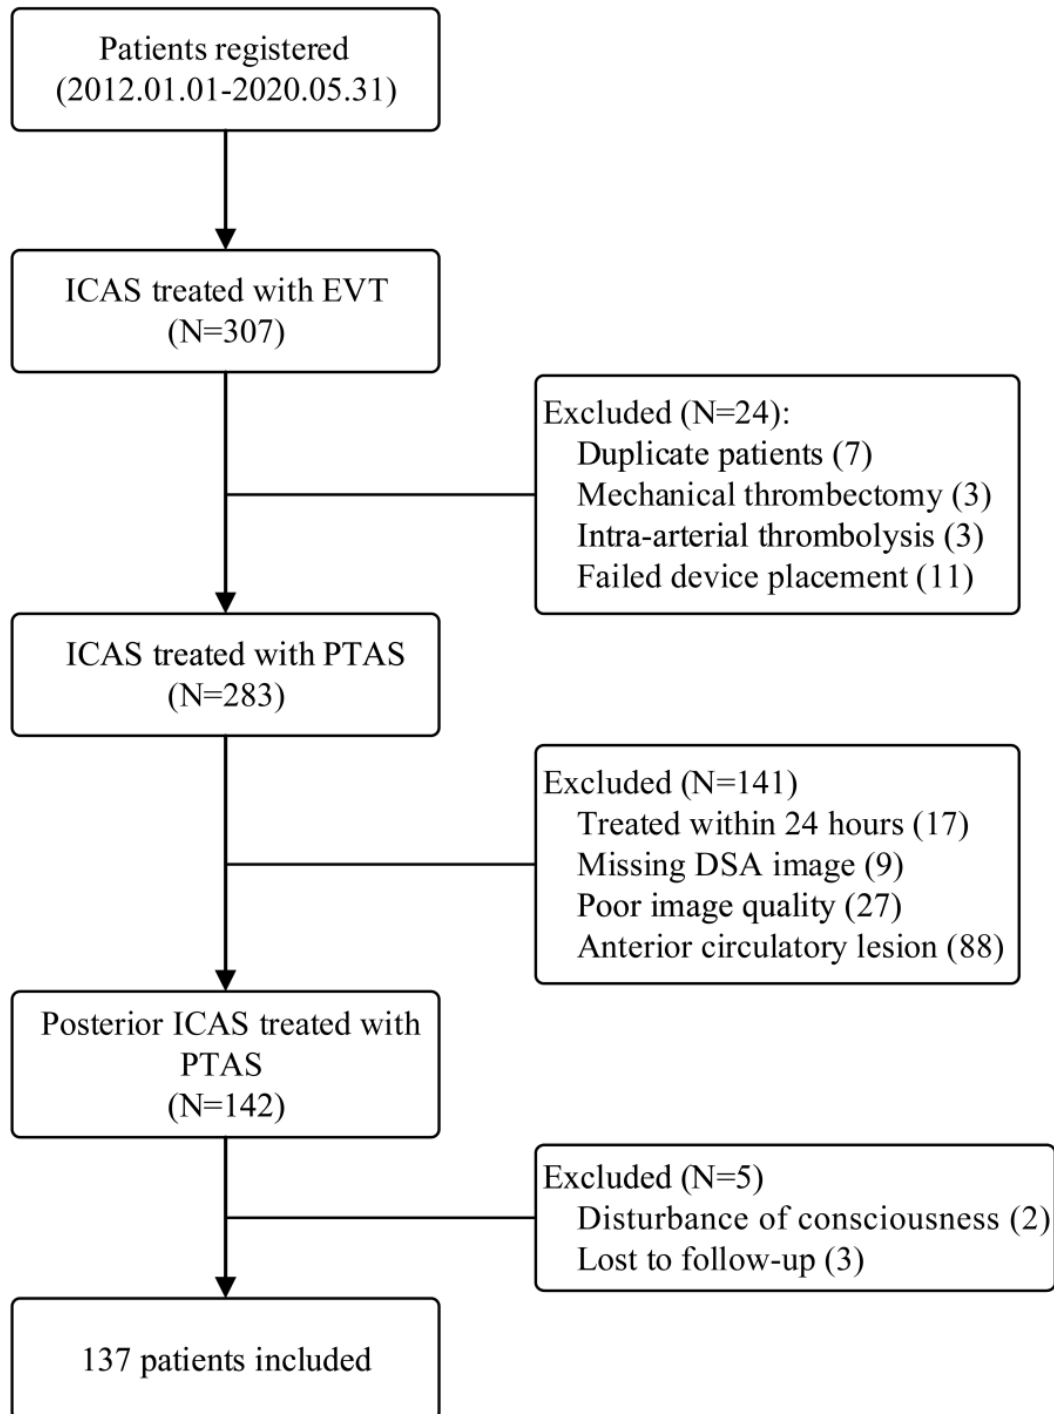 Patients registered
(2012.01.01-2020.05.31)
ICAS treated with EVT
(N=307)
Excluded (N=24):
Duplicate patients (7)
Mechanical thrombectomy (3)
Intra-arterial thrombolysis (3)
Failed device placement (11)
ICAS treated with PTAS
(N=283)
Excluded (N=141)
Treated within 24 hours (17)
Missing DSA image (9)
Poor image quality (27)
Anterior circulatory lesion (88)
Posterior ICAS treated with
PTAS
(N=142)
Excluded (N=5)
Disturbance of consciousness (2)
Lost to follow-up (3)
137 patients included